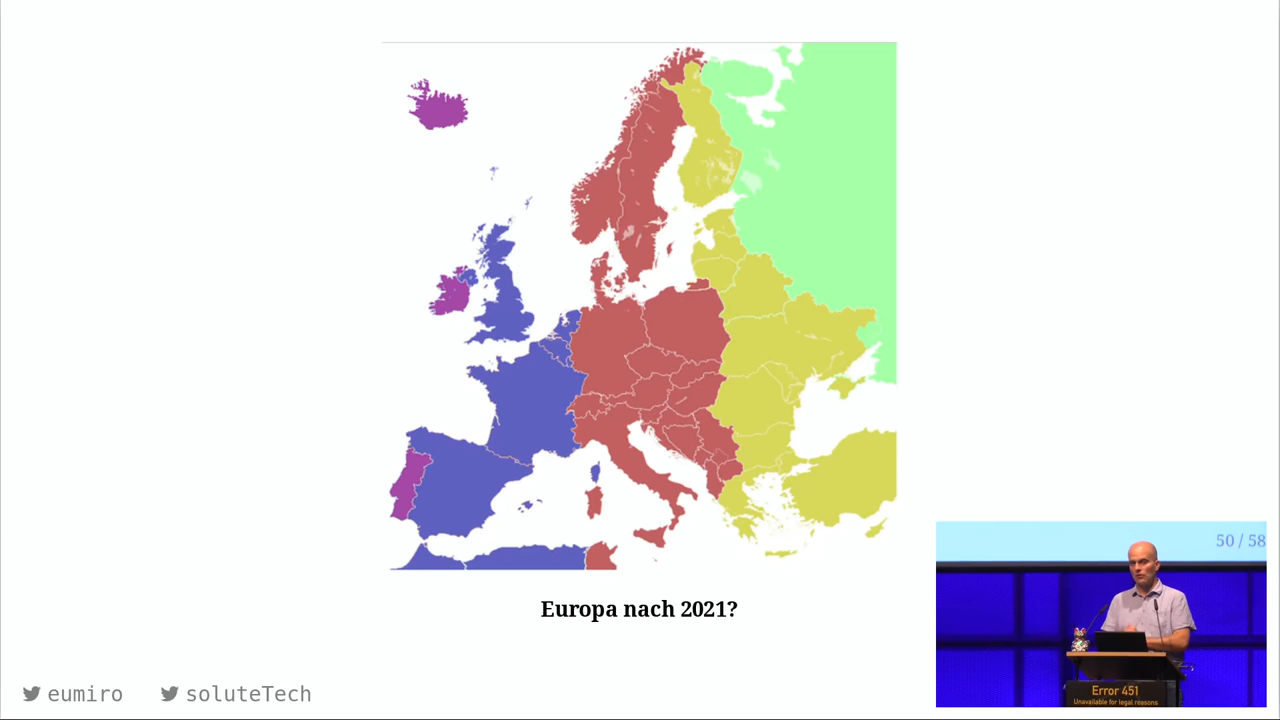 Europa nach 2021?
50 / 58
Error 451
Unavailable for legal reasons
eumiro soluteTech